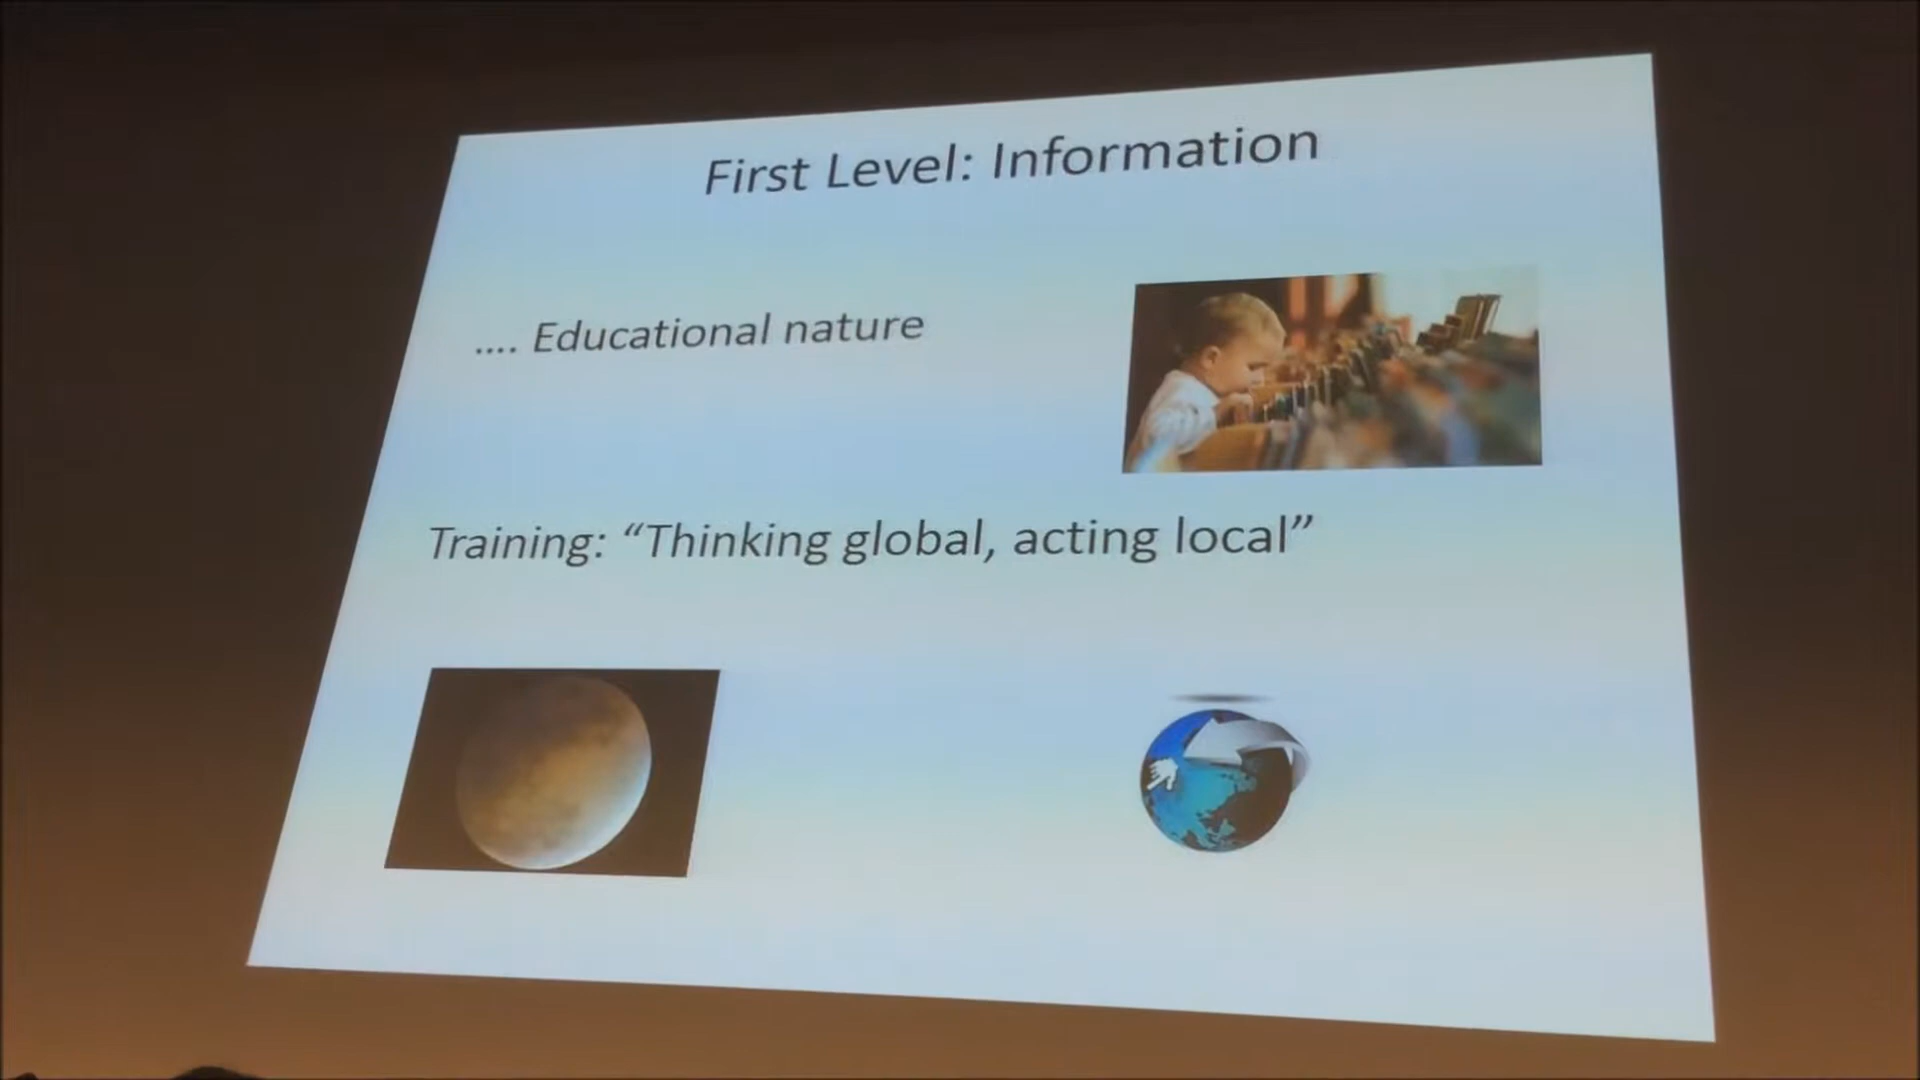 First Level: Information
.... Educational nature
Training: “Thinking global, acting local”